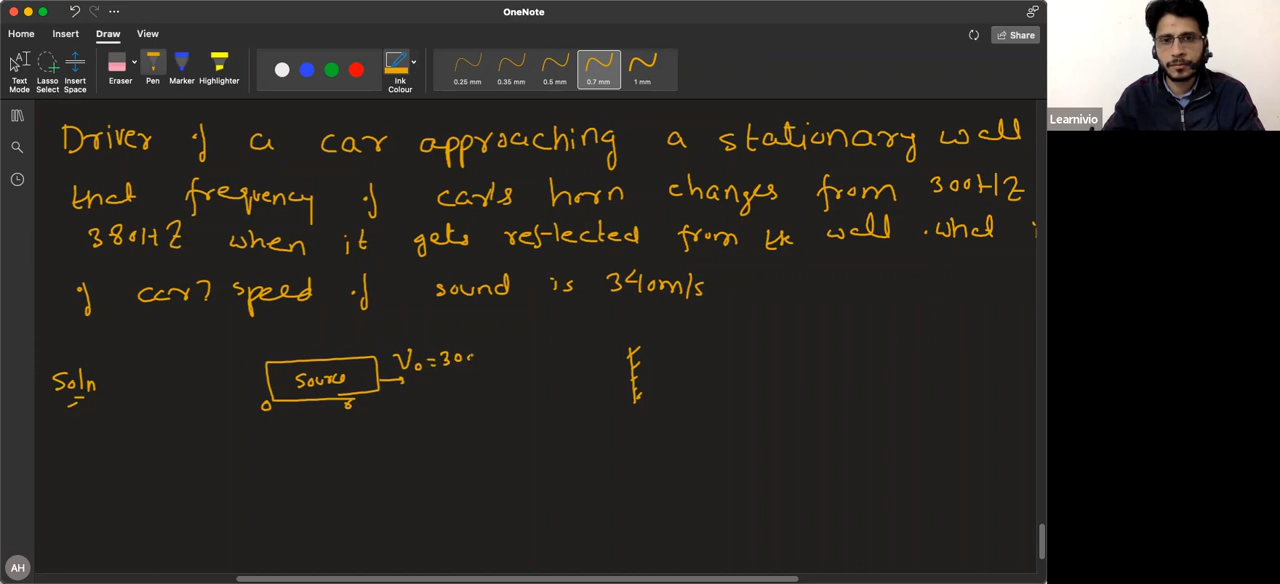 OneNote
Home Insert Draw View
Share
Text Mode
Lasso Select
Insert Space
Eraser
Pen
Marker
Highlighter
Ink Colour
0.25 mm
0.35 mm
0.5 mm
0.7 mm
1 mm
Learnivio
Driver of a car approaching a stationary wall
that frequency of car's horn changes from 300HZ
380HZ when it gets reflected from the wall. what i
of car? speed of sound is 340m/s
Soln
Source
V₀ = 300
AH